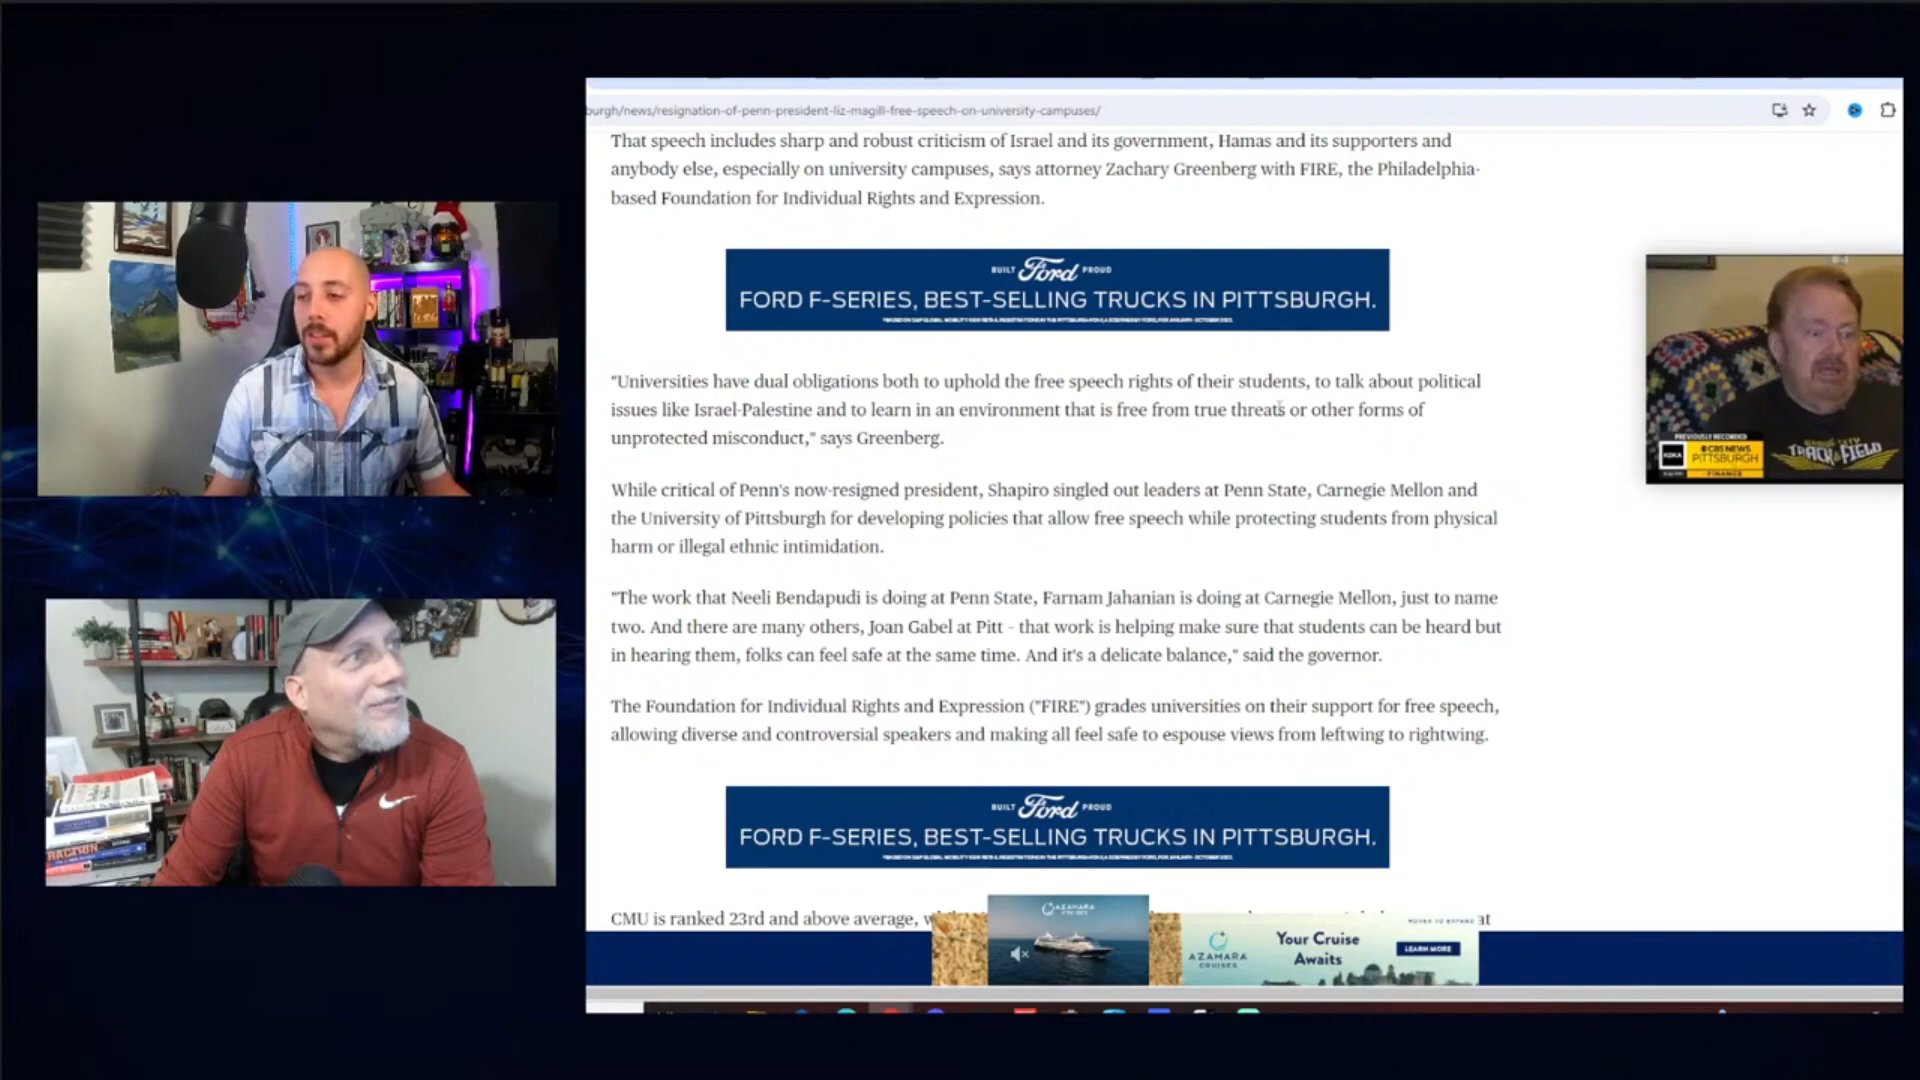 burgh/news/resignation-of-penn-president-liz-magill-free-speech-on-university-campuses/
That speech includes sharp and robust criticism of Israel and its government, Hamas and its supporters and
anybody else, especially on university campuses, says attorney Zachary Greenberg with FIRE, the Philadelphia-
based Foundation for Individual Rights and Expression.
BUILT Ford PROUD
FORD F-SERIES, BEST-SELLING TRUCKS IN PITTSBURGH.
"Universities have dual obligations both to uphold the free speech rights of their students, to talk about political
issues like Israel-Palestine and to learn in an environment that is free from true threats or other forms of
unprotected misconduct," says Greenberg.
PREVIOUSLY RECORDED
KDKA
CBS NEWS
PITTSBURGH
FINANCE
TRACK & FIELD
While critical of Penn's now-resigned president, Shapiro singled out leaders at Penn State, Carnegie Mellon and
the University of Pittsburgh for developing policies that allow free speech while protecting students from physical
harm or illegal ethnic intimidation.
"The work that Neeli Bendapudi is doing at Penn State, Farnam Jahanian is doing at Carnegie Mellon, just to name
two. And there are many others, Joan Gabel at Pitt - that work is helping make sure that students can be heard but
in hearing them, folks can feel safe at the same time. And it's a delicate balance," said the governor.
The Foundation for Individual Rights and Expression ("FIRE") grades universities on their support for free speech,
allowing diverse and controversial speakers and making all feel safe to espouse views from leftwing to rightwing.
BUILT Ford PROUD
FORD F-SERIES, BEST-SELLING TRUCKS IN PITTSBURGH.
CMU is ranked 23rd and above average, at
AZAMARA
CRUISES
HOVER TO EXPAND
AZAMARA
CRUISES
Your Cruise
Awaits
LEARN MORE